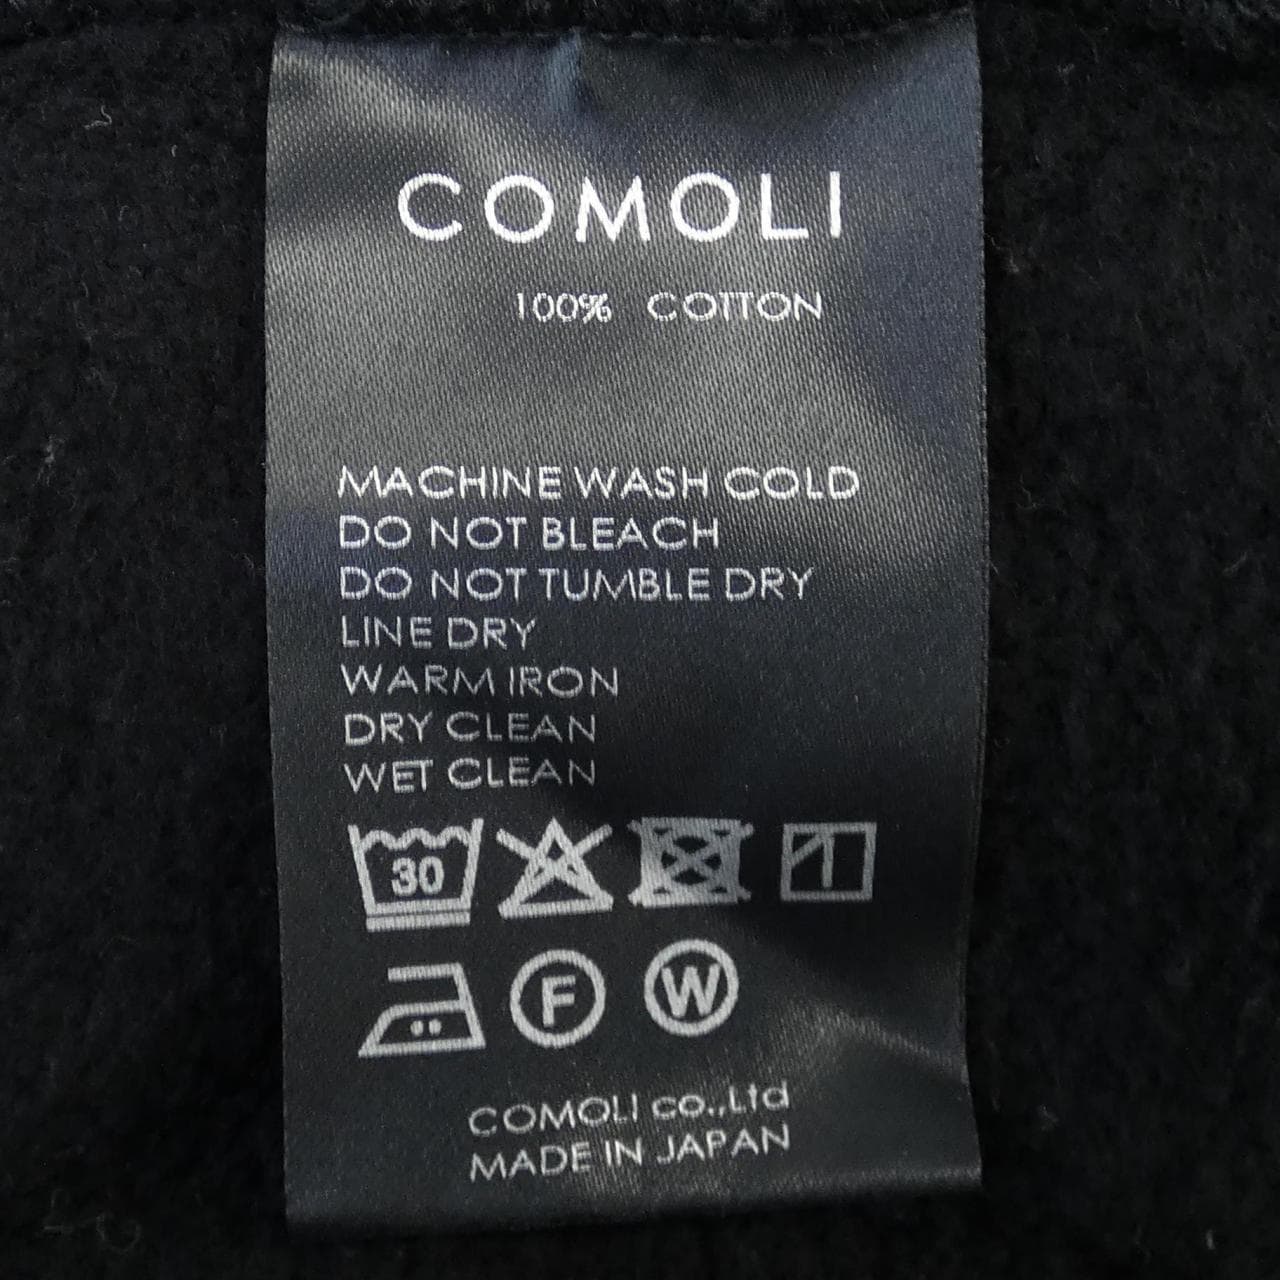 COMOLI
100% COTTON
MACHINE WASH COLD
DO NOT BLEACH
DO NOT TUMBLE DRY
LINE DRY
WARM IRON
DRY CLEAN
WET CLEAN
30
F W
COMOLI co.,Ltd
MADE IN JAPAN